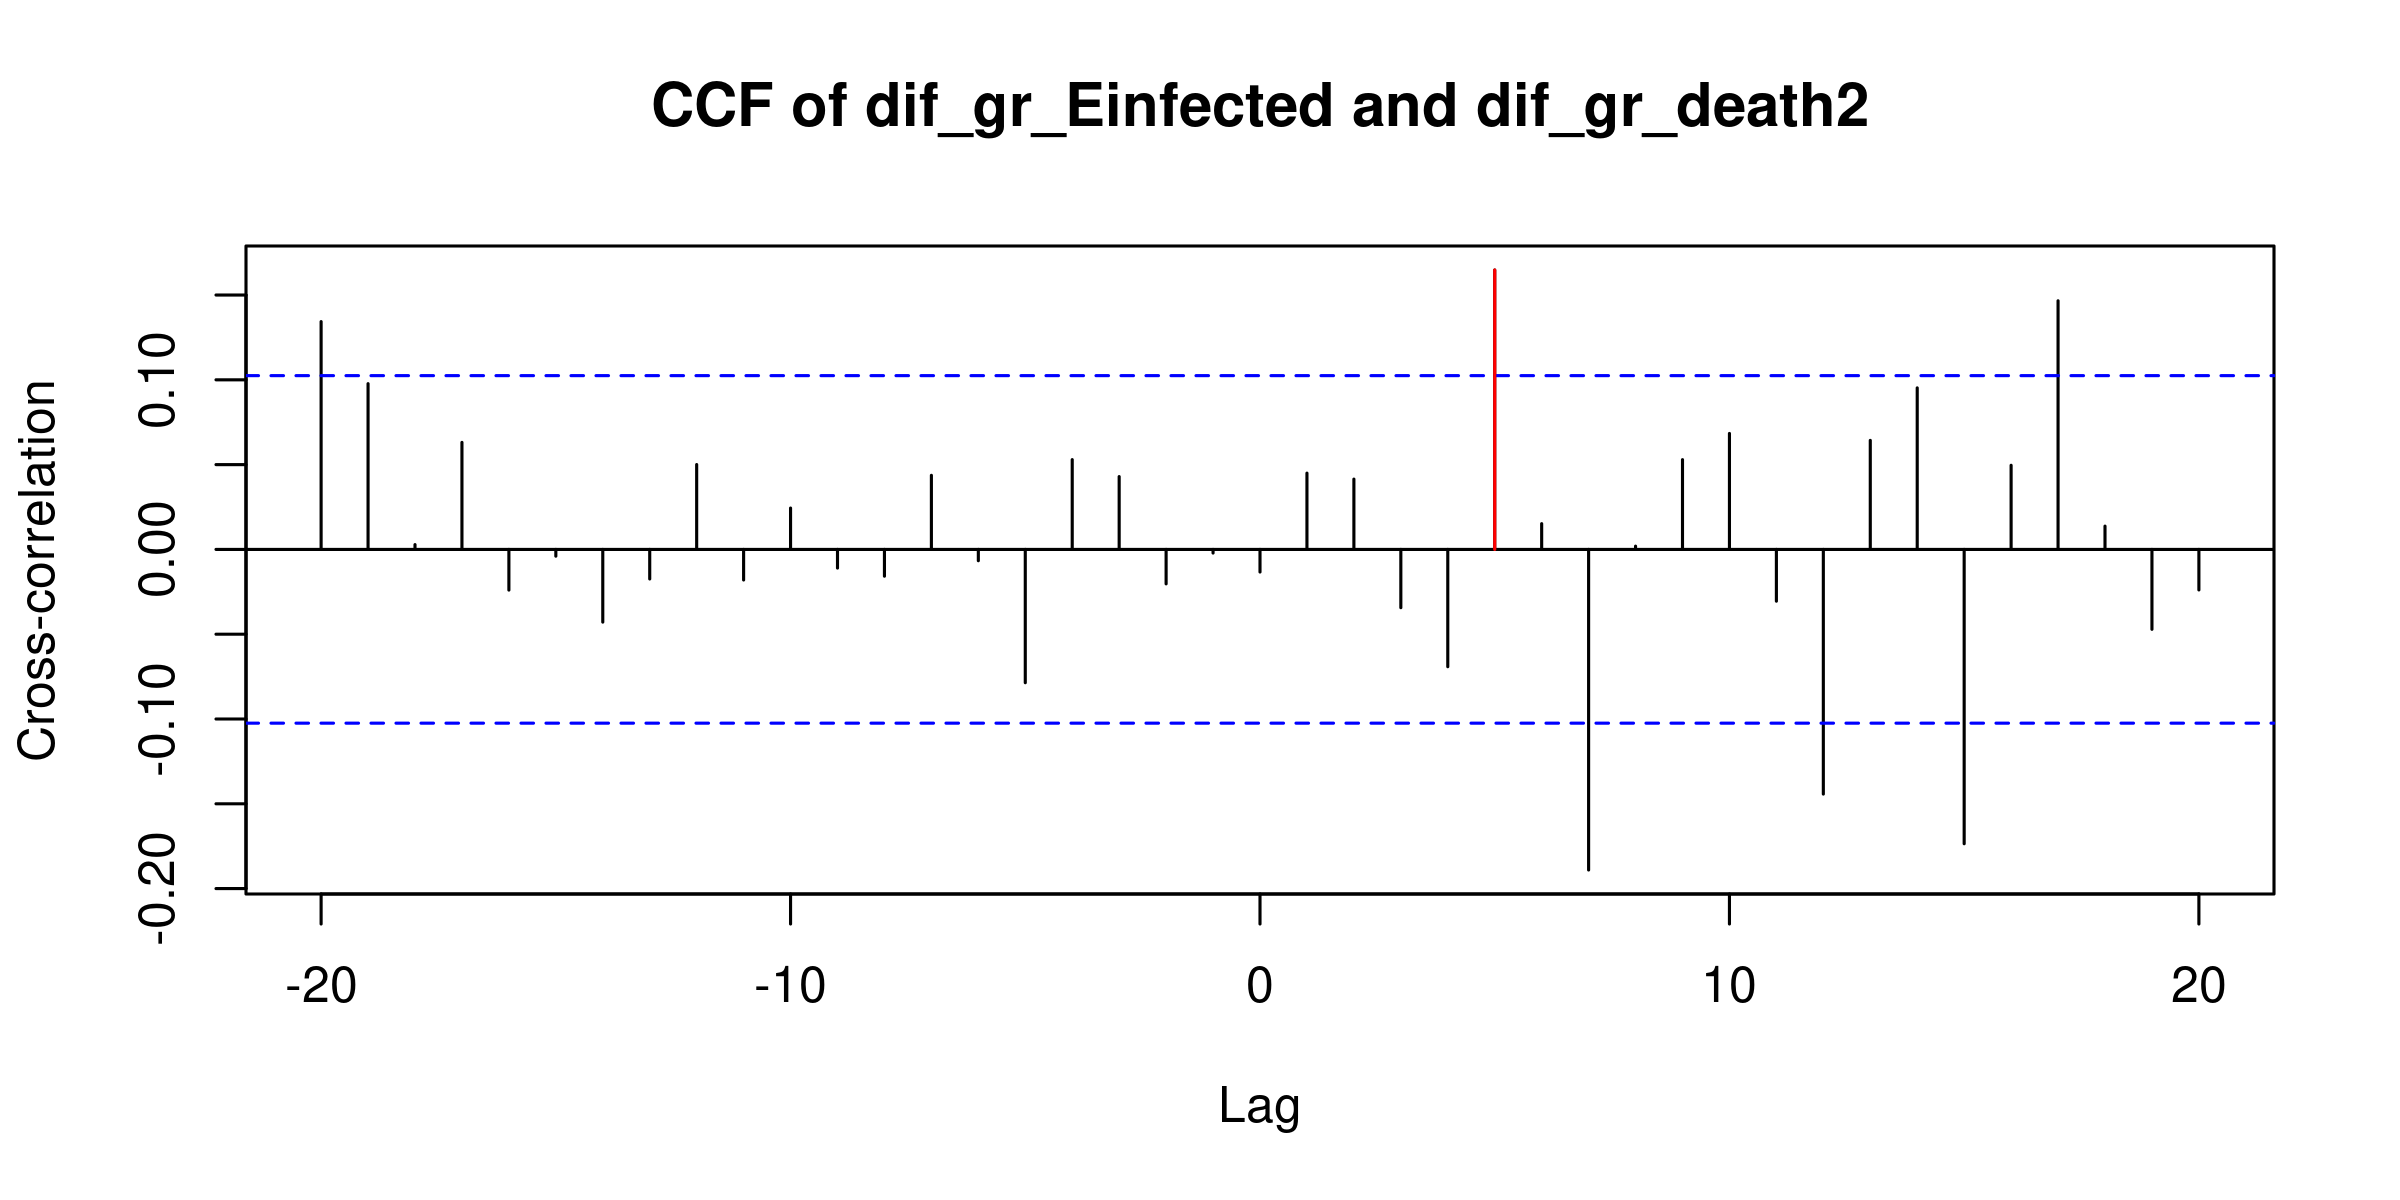 CCF of dif_gr_Einfected and dif_gr_death2
Cross-correlation
0.10
0.00
-0.10
-0.20
-20 -10 0 10 20
Lag